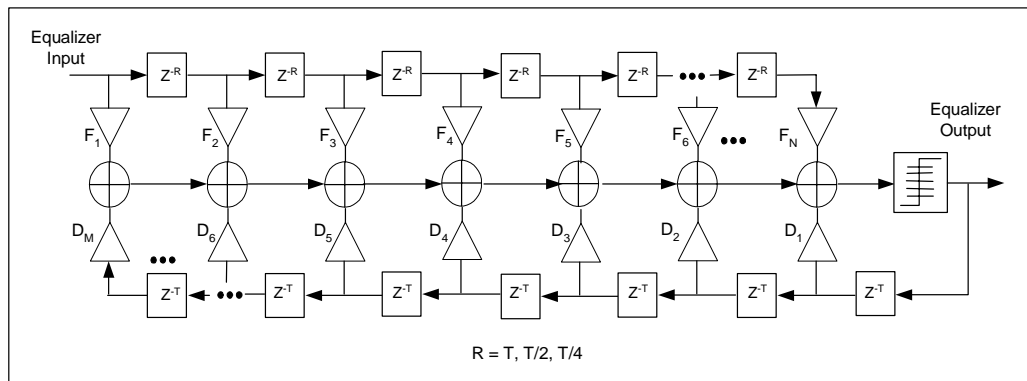 Equalizer
Input
Z-R Z-R Z-R Z-R Z-R ••• Z-R
Equalizer
Output
F1 F2 F3 F4 F5 F6 ••• FN
DM D6 D5 D4 D3 D2 D1
•••
Z-T ••• Z-T Z-T Z-T Z-T Z-T Z-T
R = T, T/2, T/4